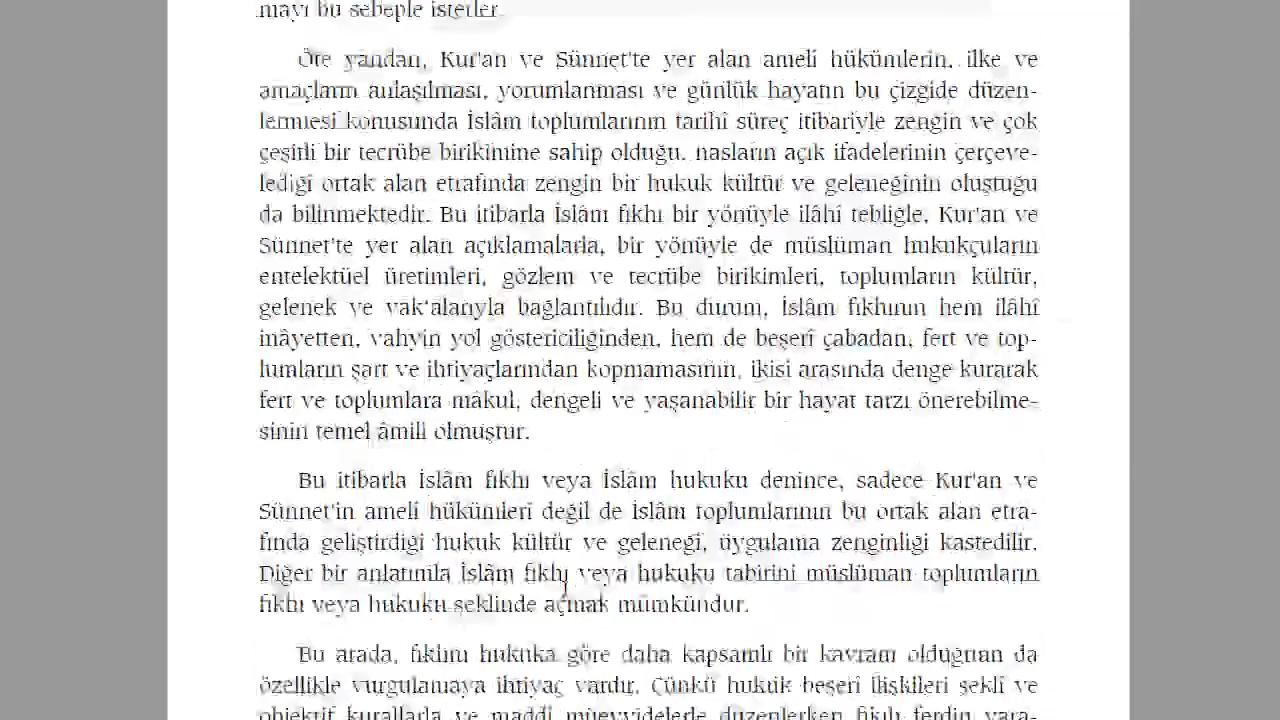 mayı bu sebeple isterler.
Öte yandan, Kur'an ve Sünnet'te yer alan amelî hükümlerin, ilke ve
amaçların anlaşılması, yorumlanması ve günlük hayatın bu çizgide düzen-
lenmesi konusunda İslâm toplumlarının tarihî süreç itibariyle zengin ve çok
çeşitli bir tecrübe birikimine sahip olduğu, nasların açık ifadelerinin çerçeve-
lediği ortak alan etrafında zengin bir hukuk kültür ve geleneğinin oluştuğu
da bilinmektedir. Bu itibarla İslâm fıkhı bir yönüyle ilâhî tebliğle, Kur'an ve
Sünnet'te yer alan açıklamalarla, bir yönüyle de müslüman hukukçuların
entelektüel üretimleri, gözlem ve tecrübe birikimleri, toplumların kültür,
gelenek ve vak'alarıyla bağlantılıdır. Bu durum, İslâm fıkhının hem ilâhî
inâyetten, vahyin yol göstericiliğinden, hem de beşerî çabadan, fert ve top-
lumların şart ve ihtiyaçlarından kopmamasının, ikisi arasında denge kurarak
fert ve toplumlara mâkul, dengeli ve yaşanabilir bir hayat tarzı önerebilme-
sinin temel âmili olmuştur.
Bu itibarla İslâm fıkhı veya İslâm hukuku denince, sadece Kur'an ve
Sünnet'in amelî hükümleri değil de İslâm toplumlarının bu ortak alan etra-
fında geliştirdiği hukuk kültür ve geleneği, uygulama zenginliği kastedilir.
Diğer bir anlatımla İslâm fıkhı veya hukuku tabirini müslüman toplumların
fıkhı veya hukuku şeklinde açmak mümkündür.
Bu arada, fıkhın hukuka göre daha kapsamlı bir kavram olduğunan da
özellikle vurgulamaya ihtiyaç vardır. Çünkü hukuk beşerî ilişkileri şeklî ve
objektif kurallarla ve maddî müeyyidelerle düzenlerken fıkıh ferdin yara-